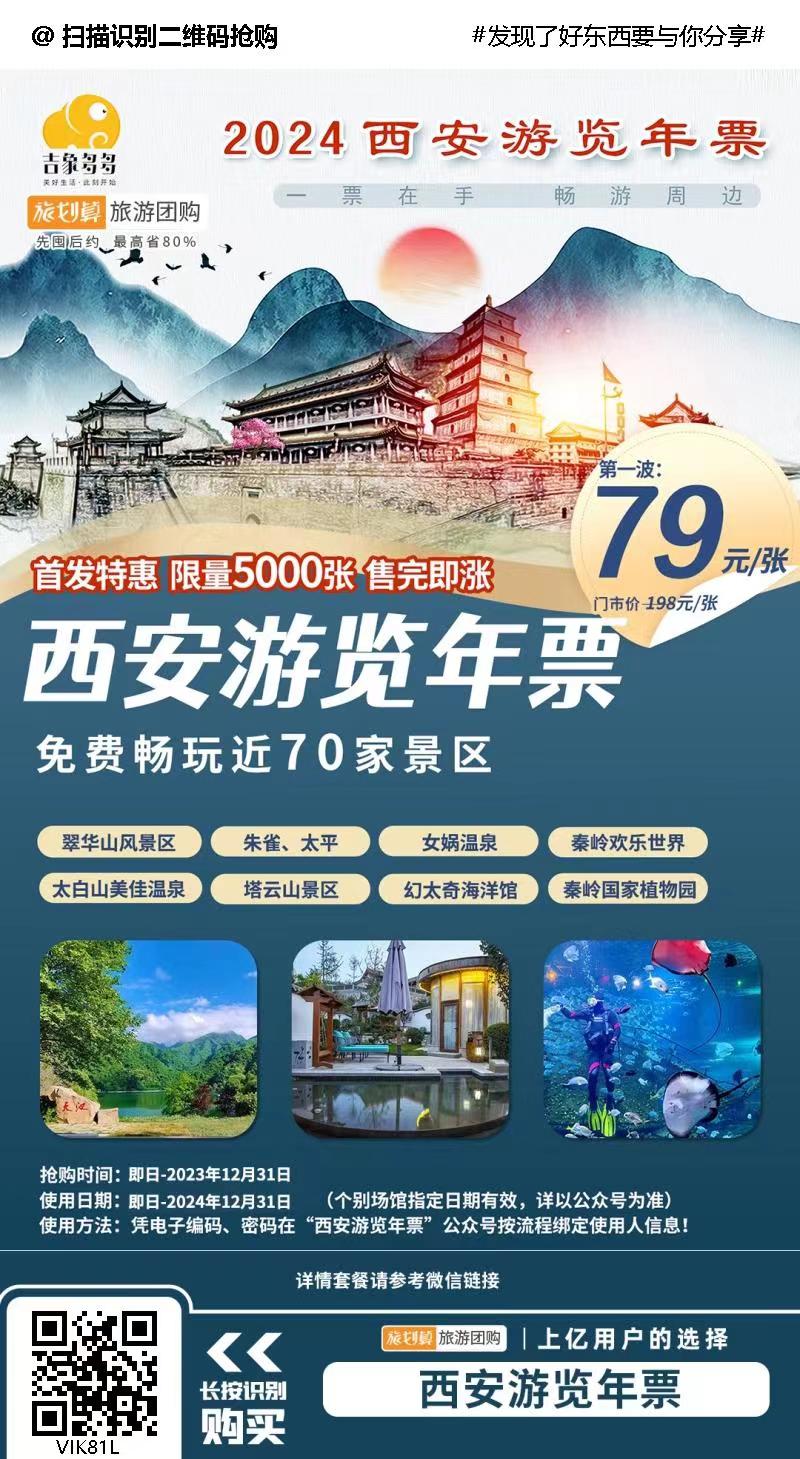 @ 扫描识别二维码抢购
#发现了好东西要与你分享#
吉象多多
美好生活·此刻开始
2024 西安游览年票
一票在手 畅游周边
旅划算 旅游团购
先囤后约 最高省80%
第一波：
79元/张
门市价 198元/张
首发特惠 限量5000张 售完即涨
西安游览年票
免费畅玩近70家景区
翠华山风景区
朱雀、太平
女娲温泉
秦岭欢乐世界
太白山美佳温泉
塔云山景区
幻太奇海洋馆
秦岭国家植物园
天池
抢购时间：即日-2023年12月31日
使用日期：即日-2024年12月31日 （个别场馆指定日期有效，详以公众号为准）
使用方法：凭电子编码、密码在“西安游览年票”公众号按流程绑定使用人信息！
详情套餐请参考微信链接
旅划算 旅游团购 | 上亿用户的选择
长按识别
购买
西安游览年票
VIK81L